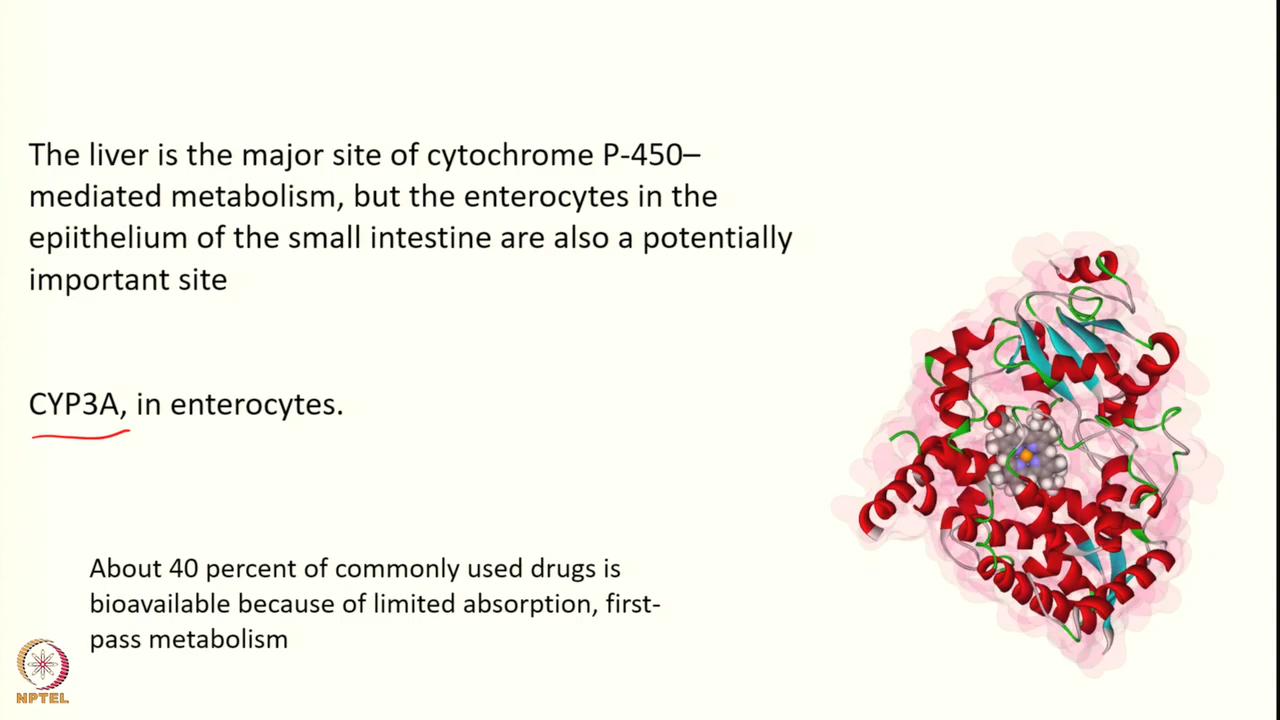 The liver is the major site of cytochrome P-450–
mediated metabolism, but the enterocytes in the
epiithelium of the small intestine are also a potentially
important site
CYP3A, in enterocytes.
About 40 percent of commonly used drugs is
bioavailable because of limited absorption, first-
pass metabolism
NPTEL